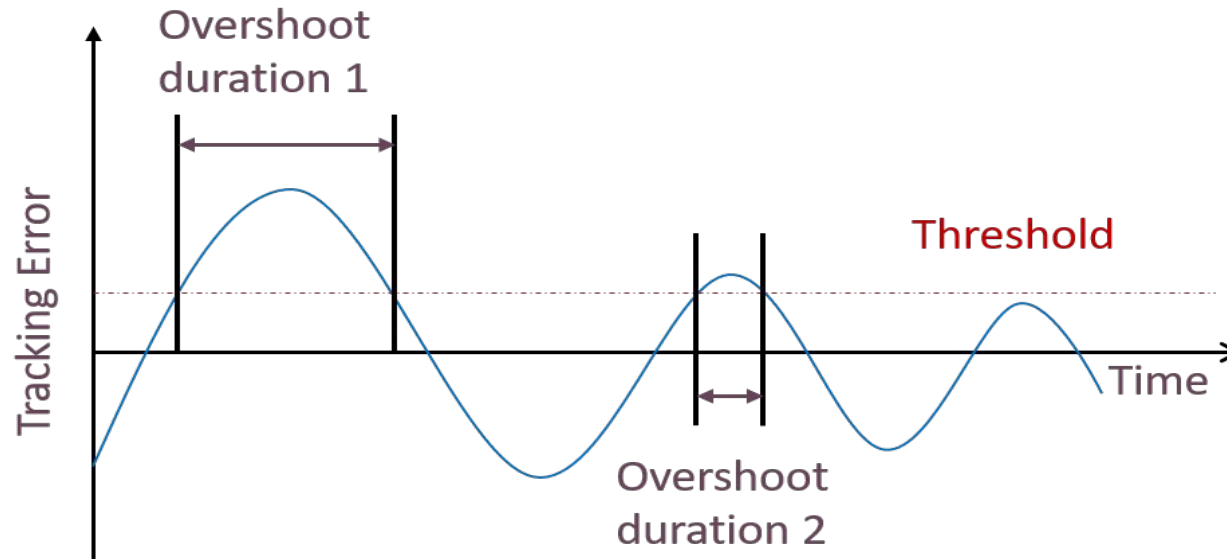 Overshoot
duration 1
Tracking Error
Threshold
Time
Overshoot
duration 2